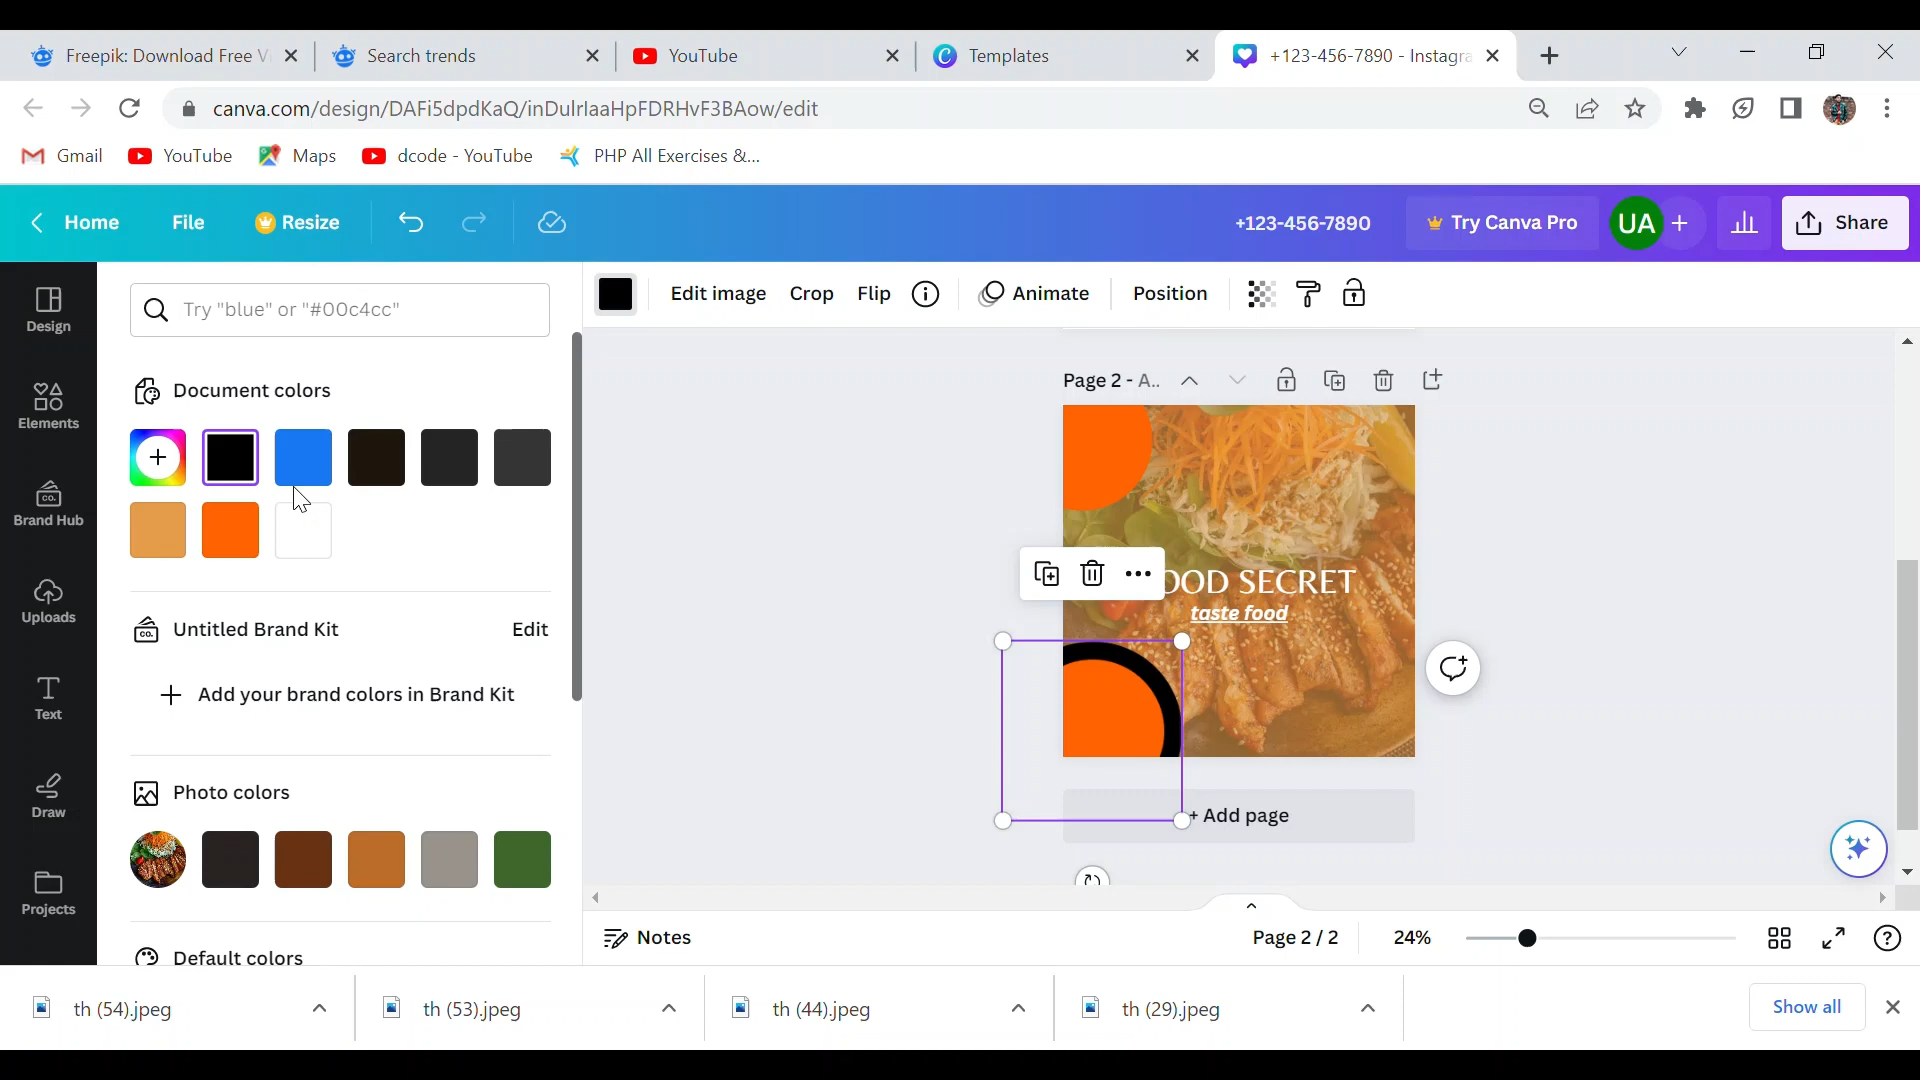 Freepik: Download Free V
Search trends
YouTube
Templates
+123-456-7890 - Instagra
canva.com/design/DAFi5dpdKaQ/inDulrlaaHpFDRHvF3BAow/edit
Gmail
YouTube
Maps
dcode - YouTube
PHP All Exercises &...
Home
File
Resize
+123-456-7890
Try Canva Pro
UA
Share
Design
Elements
Brand Hub
Uploads
Text
Draw
Projects
Try "blue" or "#00c4cc"
Document colors
Untitled Brand Kit
Edit
Add your brand colors in Brand Kit
Photo colors
Default colors
Edit image
Crop
Flip
Animate
Position
Page 2 - A..
OOD SECRET
taste food
+ Add page
Notes
Page 2 / 2
24%
th (54).jpeg
th (53).jpeg
th (44).jpeg
th (29).jpeg
Show all